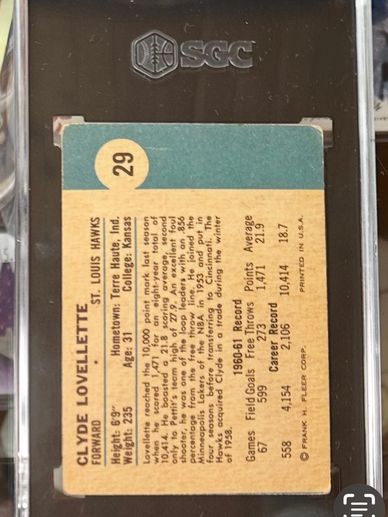 SGC
29
CLYDE LOVELLETTE
FORWARD • ST. LOUIS HAWKS
Height: 6'9" Hometown: Terre Haute, Ind.
Weight: 235 Age: 31 College: Kansas
Lovellette reached the 10,000 point mark last season
when he scored 1,471 for an eight-year total of
10,414. He boasted a 21.8 scoring average, second
only to Pettit's team high of 27.9. An excellent foul
shooter, he was one of the loop leaders with an .856
percentage from the free throw line. He joined the
Minneapolis Lakers of the NBA in 1953 and put in
four seasons before transferring to Cincinnati. The
Hawks acquired Clyde in a trade during the winter
of 1958.
1960-61 Record
Games Field Goals Free Throws Points Average
67 599 273 1,471 21.9
Career Record
558 4,154 2,106 10,414 18.7
© FRANK H. FLEER CORP. PRINTED IN U.S.A.